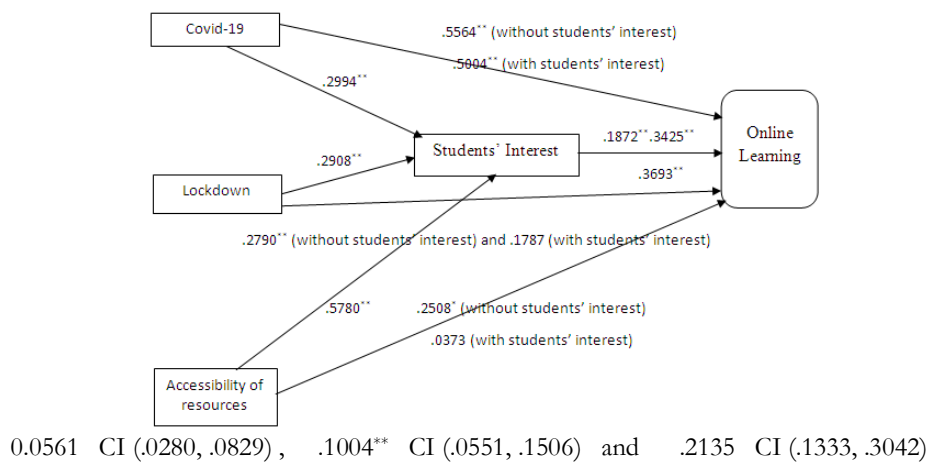 Covid-19
.5564** (without students' interest)
.5004** (with students' interest)
.2994**
Online
Learning
.1872**.3425**
Students' Interest
.2908**
.3693**
Lockdown
.2790** (without students' interest) and .1787 (with students' interest)
.5780**
.2508* (without students' interest)
.0373 (with students' interest)
Accessibility of
resources
0.0561 CI (.0280, .0829) , .1004** CI (.0551, .1506) and .2135 CI (.1333, .3042)